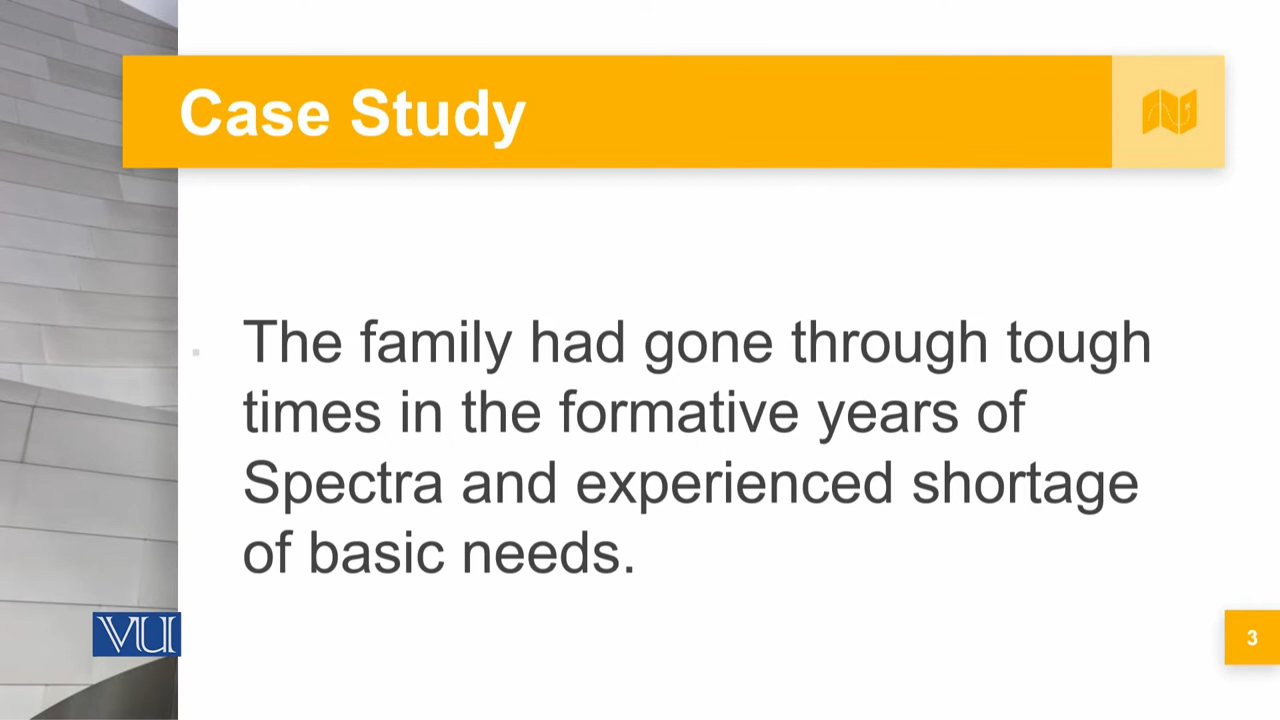 Case Study
The family had gone through tough
times in the formative years of
Spectra and experienced shortage
of basic needs.
VU
3